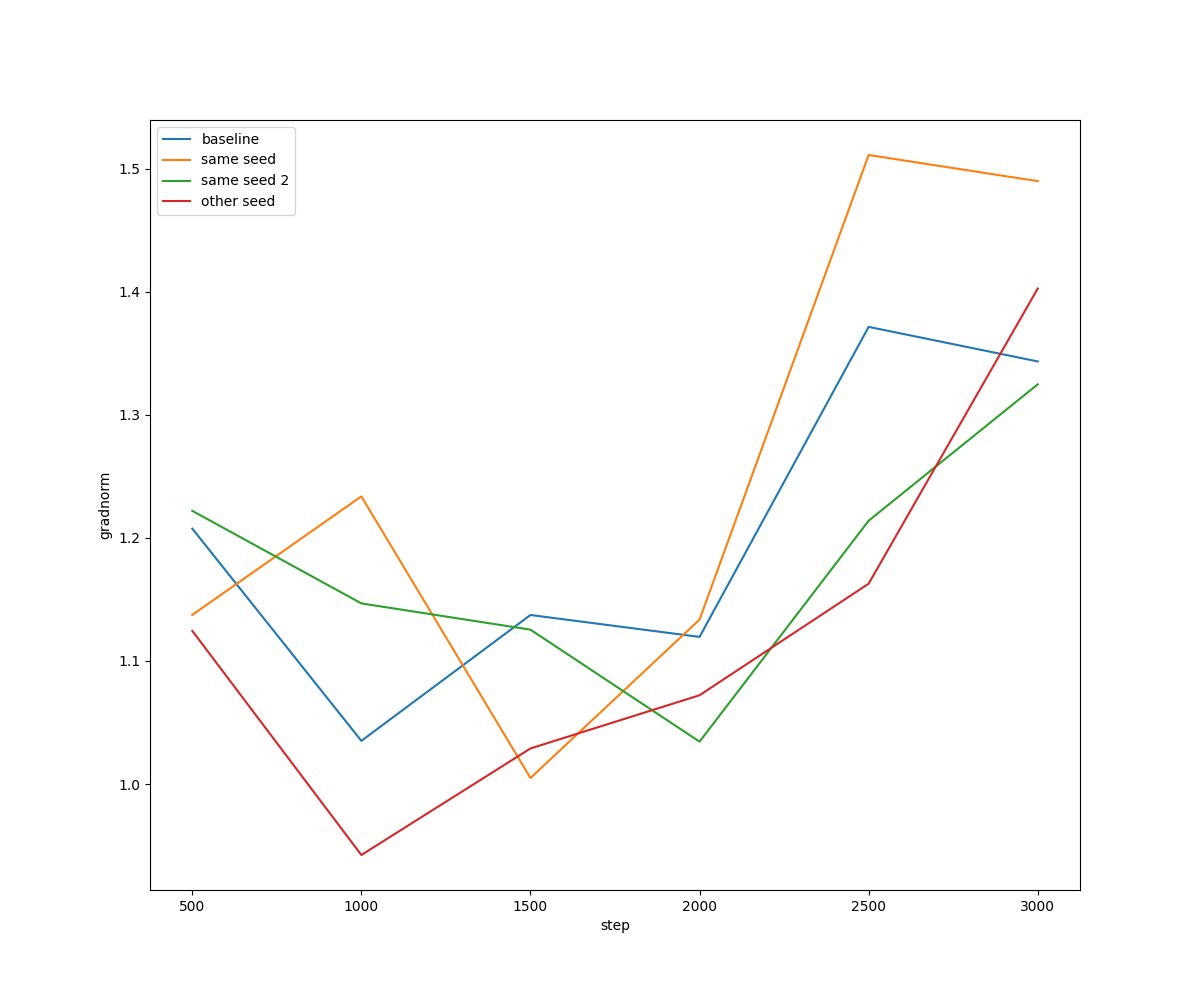 baseline
same seed
same seed 2
other seed
1.5
1.4
1.3
1.2
1.1
1.0
gradnorm
500 1000 1500 2000 2500 3000
step